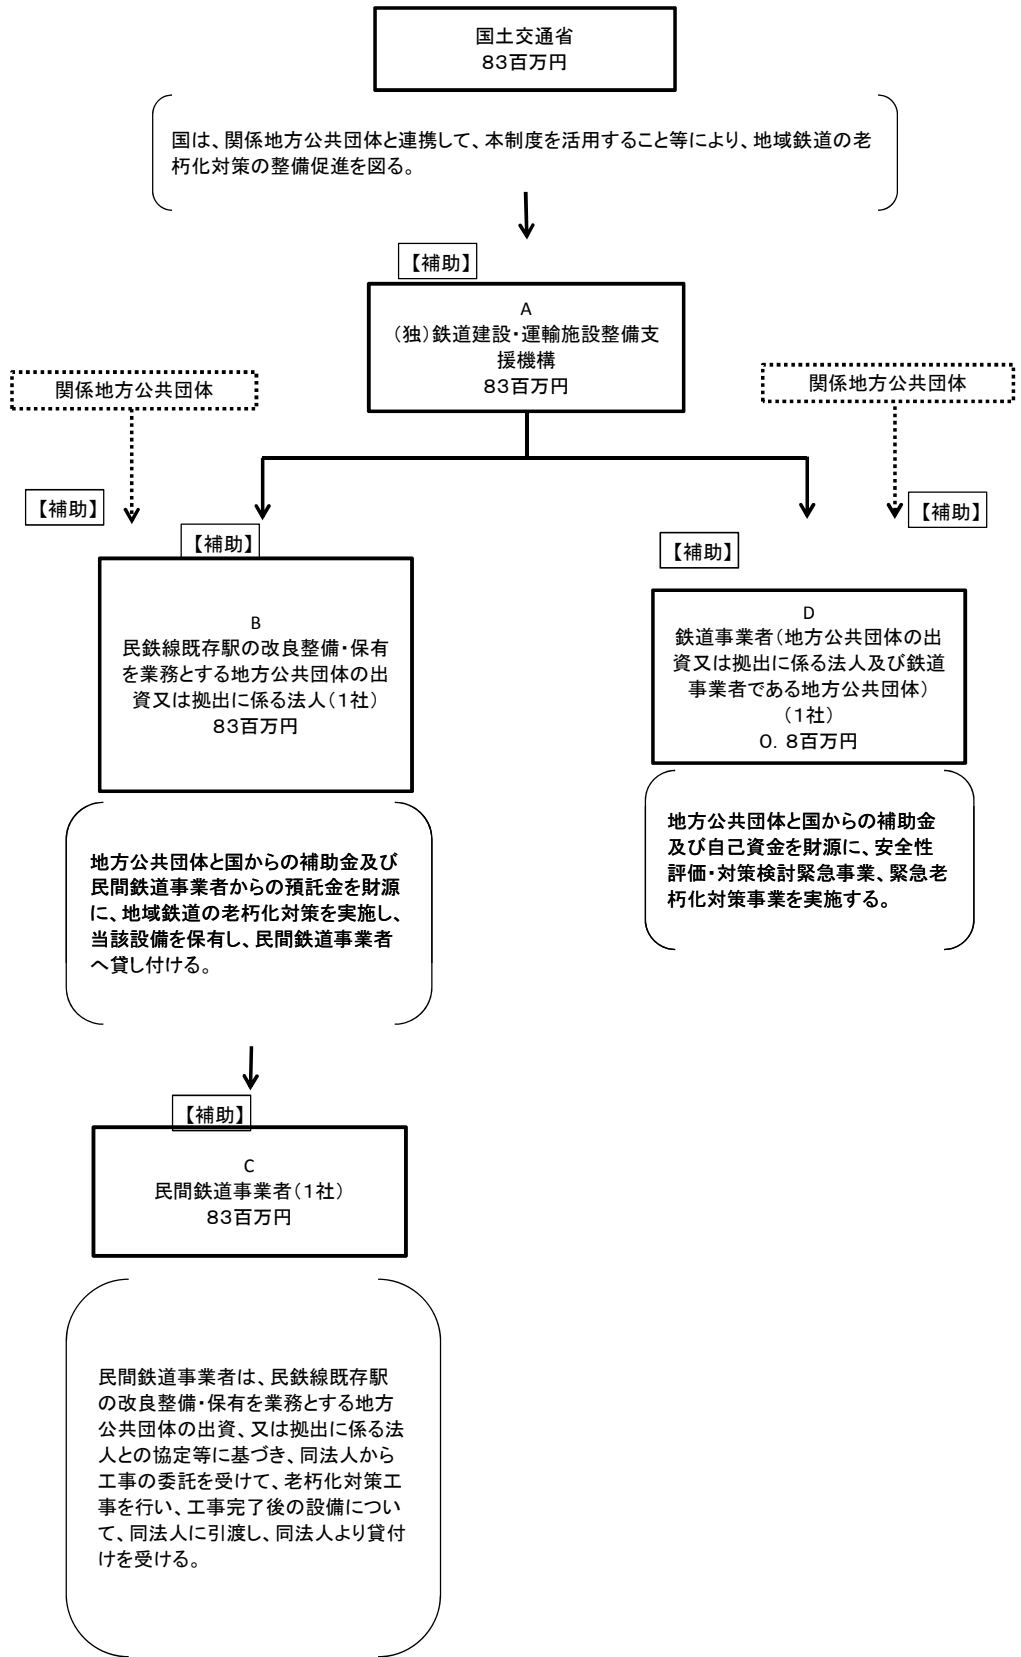 国土交通省
83百万円
国は、関係地方公共団体と連携して、本制度を活用すること等により、地域鉄道の老
朽化対策の整備促進を図る。
【補助】
A
(独)鉄道建設・運輸施設整備支
援機構
83百万円
関係地方公共団体
関係地方公共団体
【補助】
【補助】
【補助】
【補助】
B
民鉄線既存駅の改良整備・保有
を業務とする地方公共団体の出
資又は拠出に係る法人(1社)
83百万円
D
鉄道事業者(地方公共団体の出
資又は拠出に係る法人及び鉄道
事業者である地方公共団体)
(1社)
0.8百万円
地方公共団体と国からの補助金及び
民間鉄道事業者からの預託金を財源
に、地域鉄道の老朽化対策を実施し、
当該設備を保有し、民間鉄道事業者
へ貸し付ける。
地方公共団体と国からの補助金
及び自己資金を財源に、安全性
評価・対策検討緊急事業、緊急老
朽化対策事業を実施する。
【補助】
C
民間鉄道事業者(1社)
83百万円
民間鉄道事業者は、民鉄線既存駅
の改良整備・保有を業務とする地方
公共団体の出資、又は拠出に係る法
人との協定等に基づき、同法人から
工事の委託を受けて、老朽化対策工
事を行い、工事完了後の設備につい
て、同法人に引渡し、同法人より貸付
けを受ける。